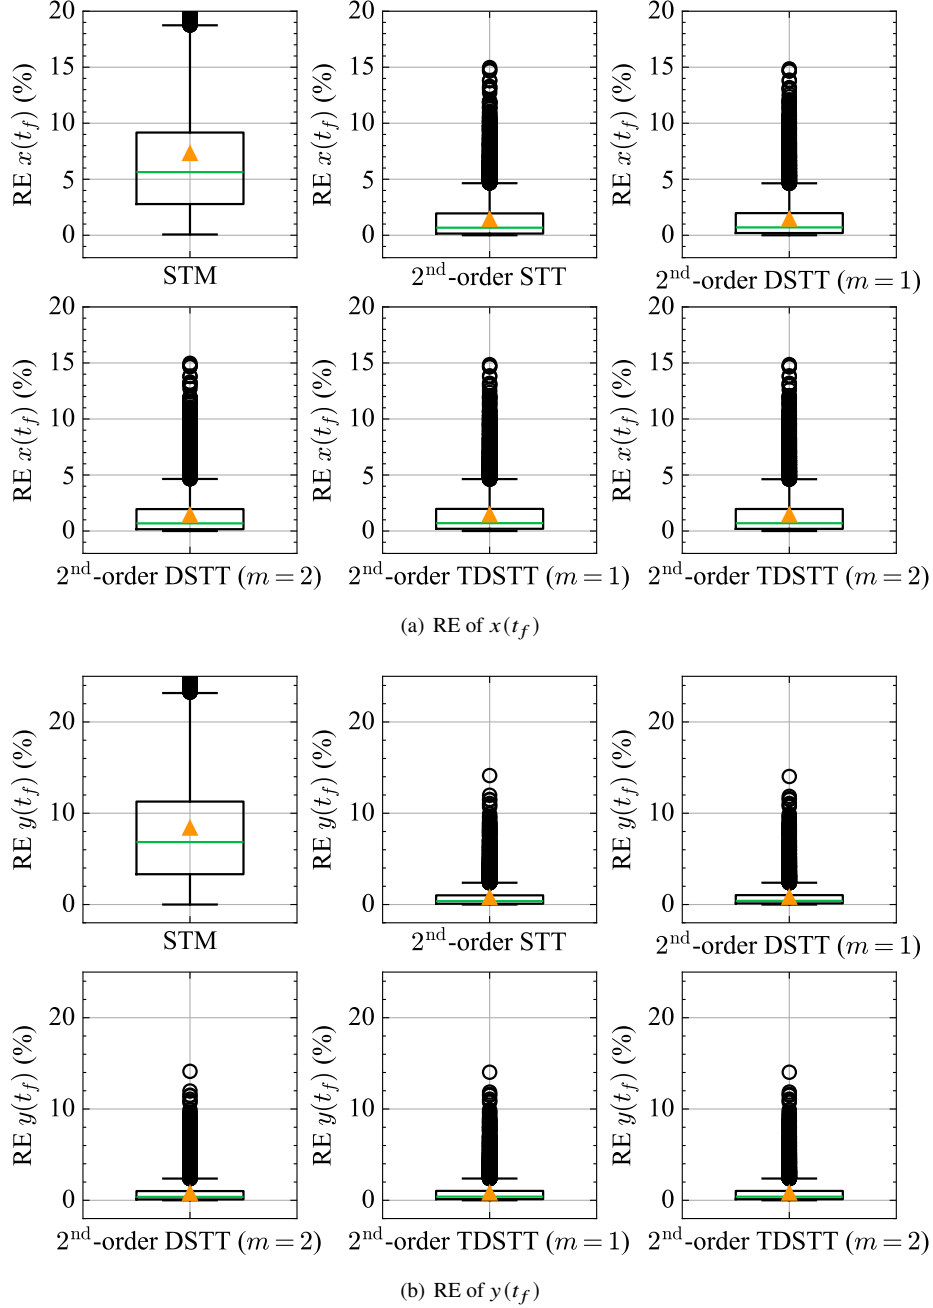 RE x(t_f) (%)
20
15
10
5
0
STM
RE x(t_f) (%)
20
15
10
5
0
2nd-order STT
RE x(t_f) (%)
20
15
10
5
0
2nd-order DSTT (m = 1)
RE x(t_f) (%)
20
15
10
5
0
2nd-order DSTT (m = 2)
RE x(t_f) (%)
20
15
10
5
0
2nd-order TDSTT (m = 1)
RE x(t_f) (%)
20
15
10
5
0
2nd-order TDSTT (m = 2)
(a) RE of x(t_f)
RE y(t_f) (%)
20
10
0
STM
RE y(t_f) (%)
20
10
0
2nd-order STT
RE y(t_f) (%)
20
10
0
2nd-order DSTT (m = 1)
RE y(t_f) (%)
20
10
0
2nd-order DSTT (m = 2)
RE y(t_f) (%)
20
10
0
2nd-order TDSTT (m = 1)
RE y(t_f) (%)
20
10
0
2nd-order TDSTT (m = 2)
(b) RE of y(t_f)